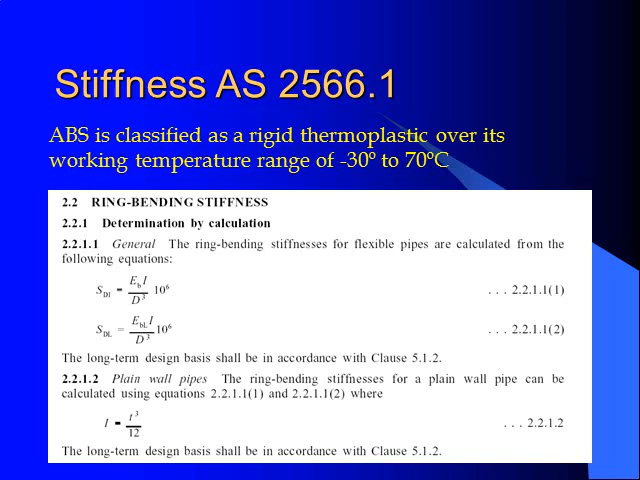 Stiffness AS 2566.1
ABS is classified as a rigid thermoplastic over its
working temperature range of -30º to 70ºC
2.2 RING-BENDING STIFFNESS
2.2.1 Determination by calculation
2.2.1.1 General The ring-bending stiffnesses for flexible pipes are calculated from the
following equations:
S_DI = E_b I / D^3 10^6 . . . 2.2.1.1(1)
S_DL = E_bL I / D^3 10^6 . . . 2.2.1.1(2)
The long-term design basis shall be in accordance with Clause 5.1.2.
2.2.1.2 Plain wall pipes The ring-bending stiffnesses for a plain wall pipe can be
calculated using equations 2.2.1.1(1) and 2.2.1.1(2) where
I = t^3 / 12 . . . 2.2.1.2
The long-term design basis shall be in accordance with Clause 5.1.2.